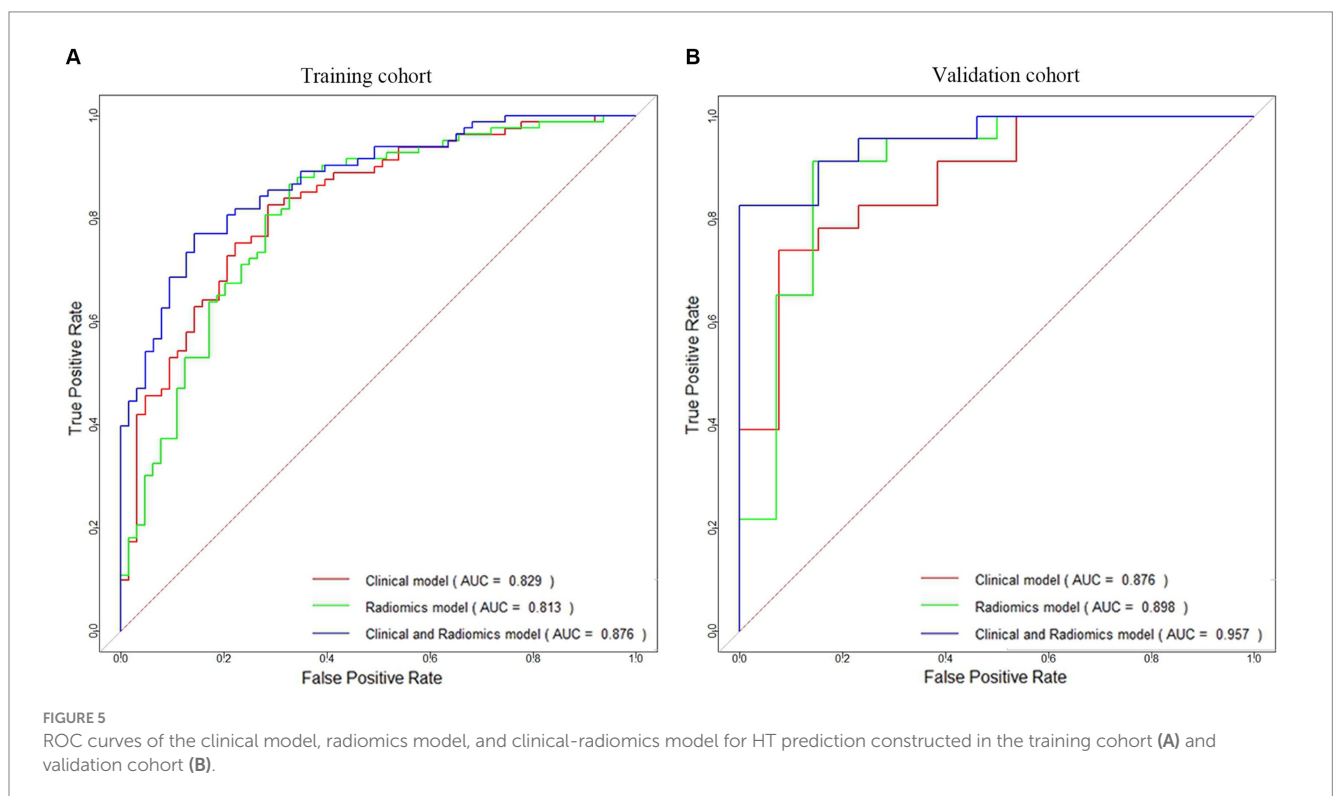 A
Training cohort
True Positive Rate
1.0
0.8
0.6
0.4
0.2
0.0
Clinical model ( AUC = 0.829 )
Radiomics model ( AUC = 0.813 )
Clinical and Radiomics model ( AUC = 0.876 )
0.0 0.2 0.4 0.6 0.8 1.0
False Positive Rate
B
Validation cohort
True Positive Rate
1.0
0.8
0.6
0.4
0.2
0.0
Clinical model ( AUC = 0.876 )
Radiomics model ( AUC = 0.898 )
Clinical and Radiomics model ( AUC = 0.957 )
0.0 0.2 0.4 0.6 0.8 1.0
False Positive Rate
FIGURE 5
ROC curves of the clinical model, radiomics model, and clinical-radiomics model for HT prediction constructed in the training cohort (A) and
validation cohort (B).